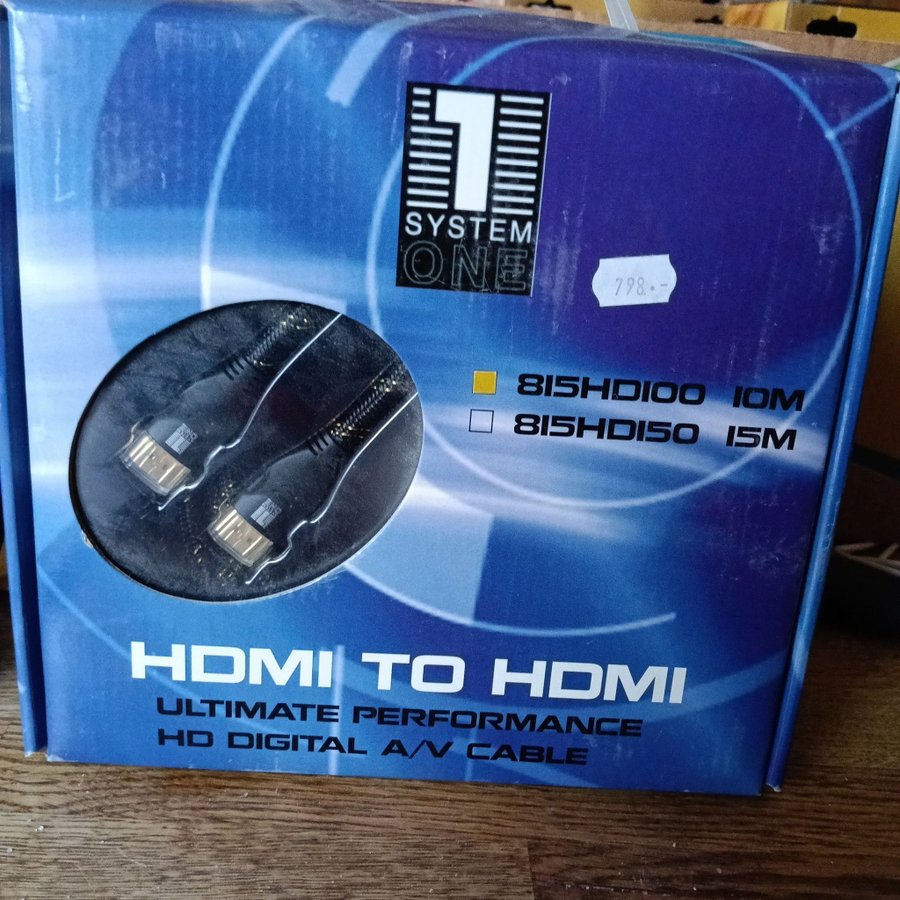 1
SYSTEM
ONE
798.-
815HD100 10M
815HD150 15M
HDMI TO HDMI
ULTIMATE PERFORMANCE
HD DIGITAL A/V CABLE